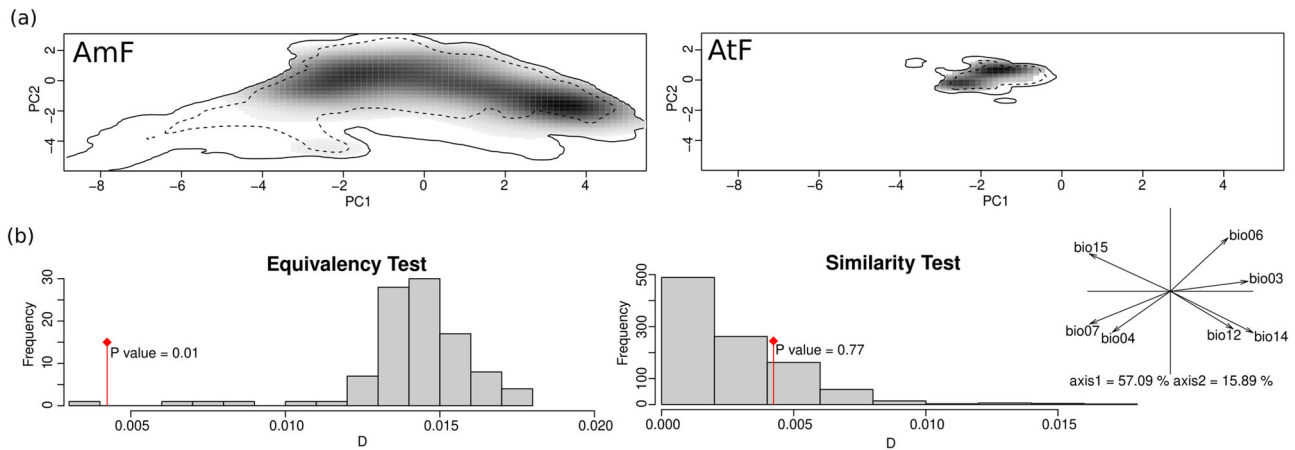 (a)
AmF
PC2
2
0
−2
−4
−8 −6 −4 −2 0 2 4
PC1
AtF
PC2
2
0
−2
−4
−8 −6 −4 −2 0 2 4
PC1
(b)
Equivalency Test
Frequency
30
20
10
0
P value = 0.01
0.005 0.010 0.015 0.020
D
Similarity Test
Frequency
500
300
100
0
P value = 0.77
0.000 0.005 0.010 0.015
D
bio15
bio06
bio03
bio07
bio04
bio12
bio14
axis1 = 57.09 % axis2 = 15.89 %